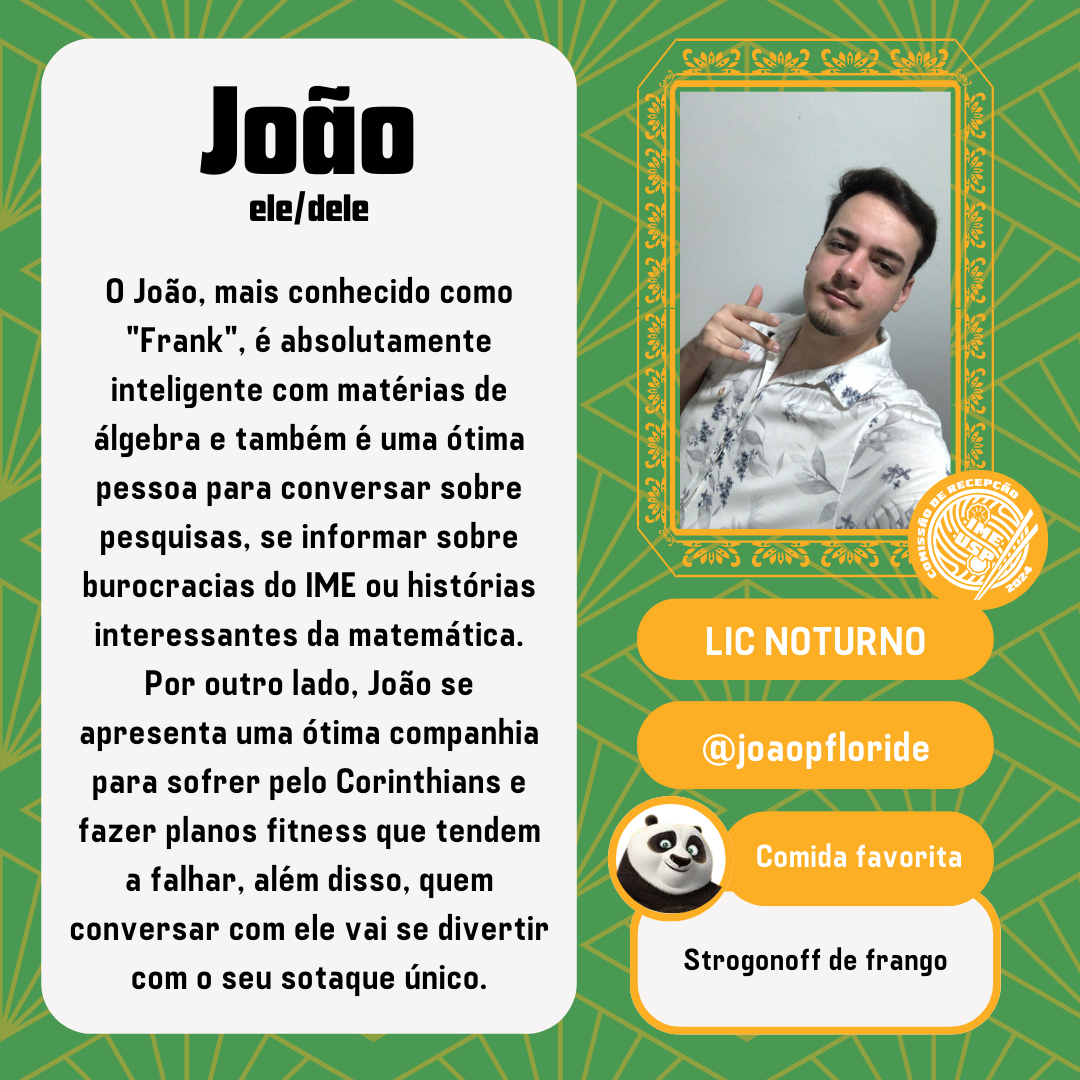 João
ele/dele
O João, mais conhecido como
"Frank", é absolutamente
inteligente com matérias de
álgebra e também é uma ótima
pessoa para conversar sobre
pesquisas, se informar sobre
burocracias do IME ou histórias
interessantes da matemática.
Por outro lado, João se
apresenta uma ótima companhia
para sofrer pelo Corinthians e
fazer planos fitness que tendem
a falhar, além disso, quem
conversar com ele vai se divertir
com o seu sotaque único.
COMISSÃO DE RECEPÇÃO
IME
USP
2024
LIC NOTURNO
@joaopfloride
Comida favorita
Strogonoff de frango